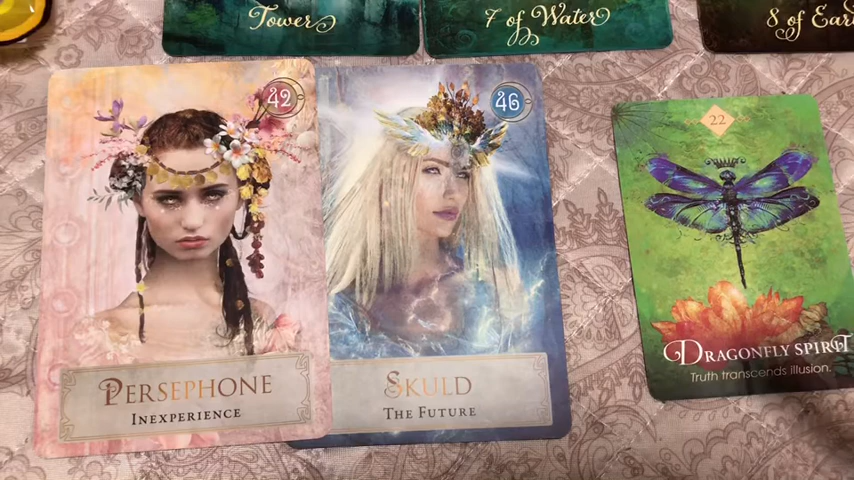 Tower
7 of Water
8 of Ear
42
46
22
PERSEPHONE
INEXPERIENCE
SKULD
THE FUTURE
DRAGONFLY SPIRIT
Truth transcends illusion.